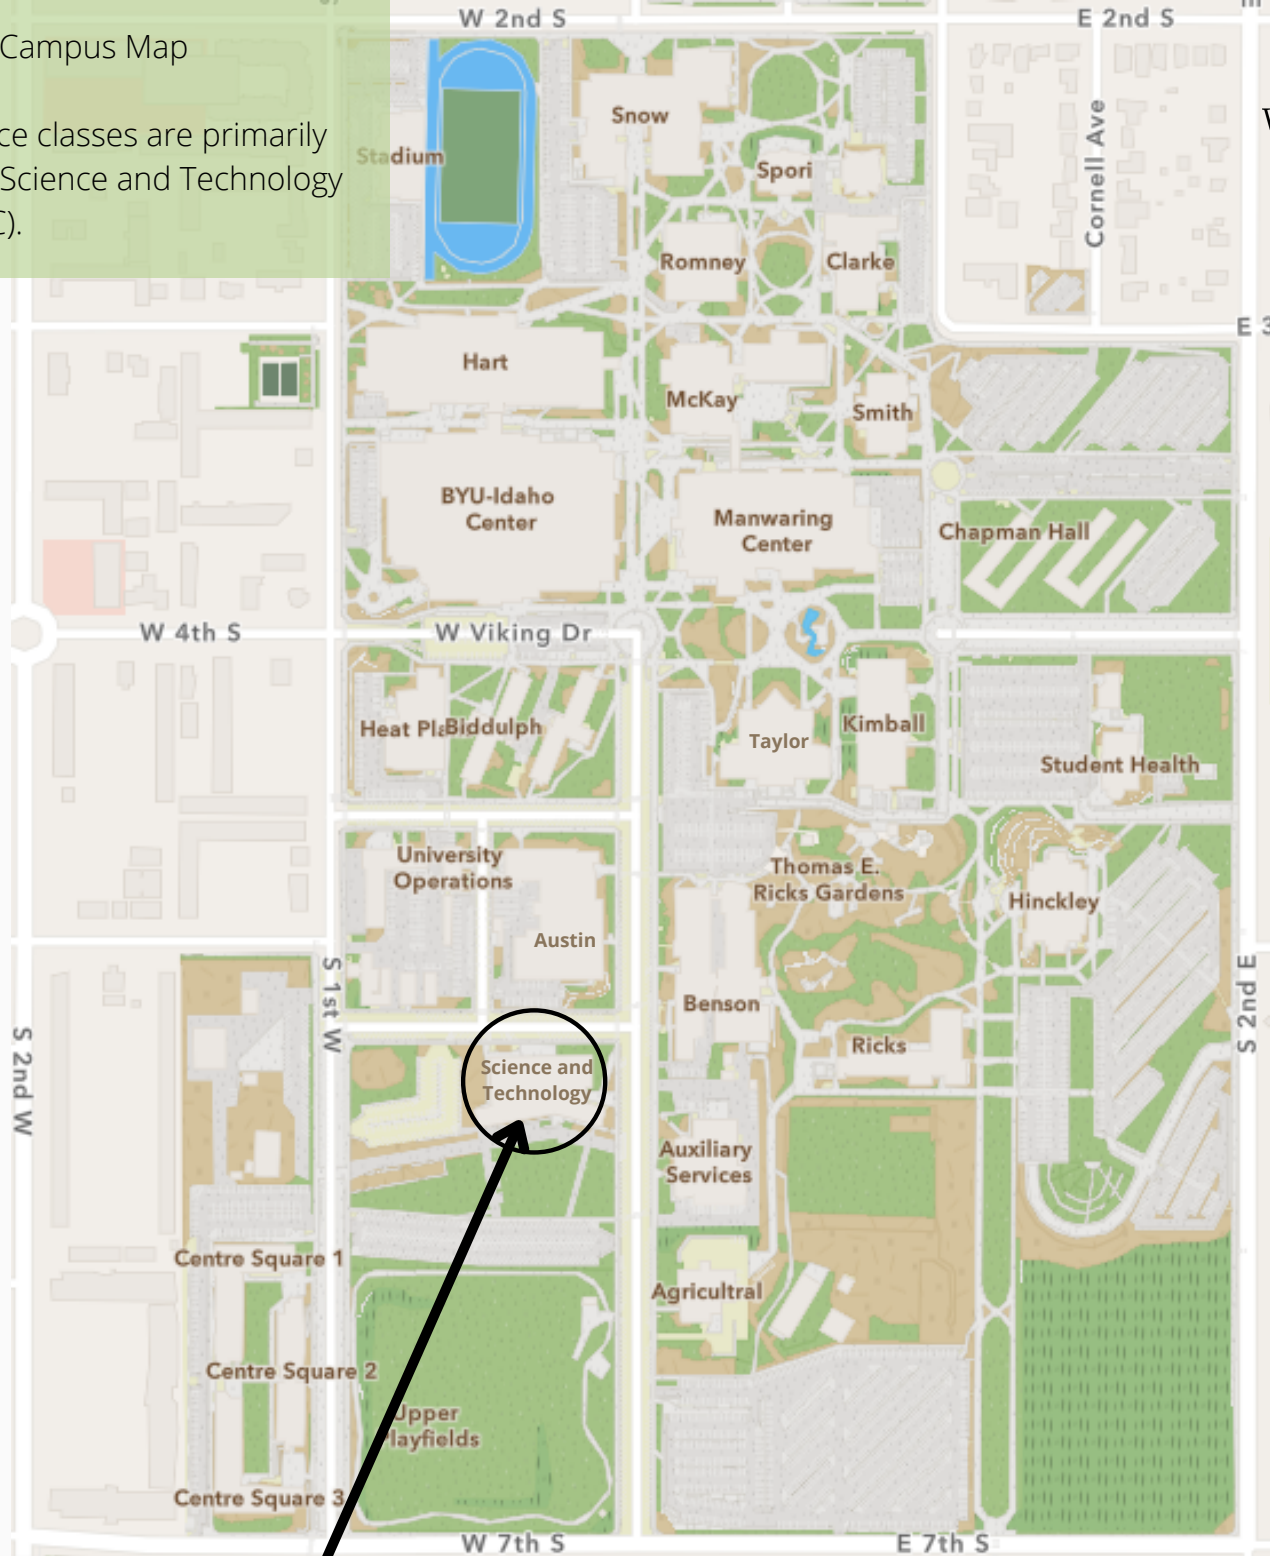 W 2nd S
E 2nd S
Campus Map
ce classes are primarily
Science and Technology
C).
Snow
Stadium
Spori
Cornell Ave
Romney
Clarke
E 3
Hart
McKay
Smith
BYU-Idaho
Center
Manwaring
Center
Chapman Hall
W 4th S
W Viking Dr
Heat Pla
Biddulph
Taylor
Kimball
Student Health
University
Operations
Thomas E.
Ricks Gardens
Hinckley
Austin
S 1st W
Benson
S 2nd E
S 2nd W
Ricks
Science and
Technology
Auxiliary
Services
Centre Square 1
Agricultral
Centre Square 2
Upper
Playfields
Centre Square 3
W 7th S
E 7th S